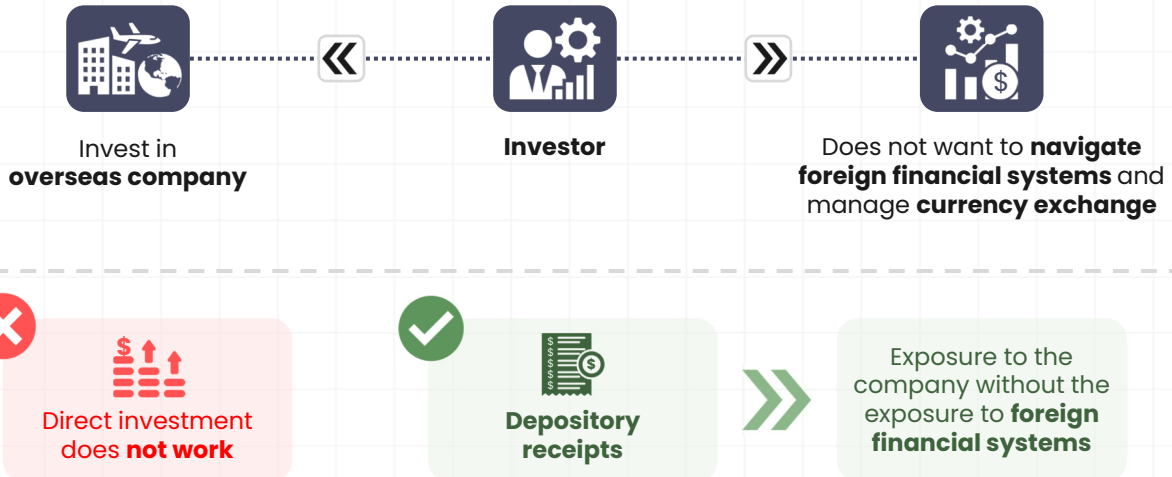 Invest in
overseas company
Investor
Does not want to navigate
foreign financial systems and
manage currency exchange
$
$
Direct investment
does not work
$
Depository
receipts
Exposure to the
company without the
exposure to foreign
financial systems